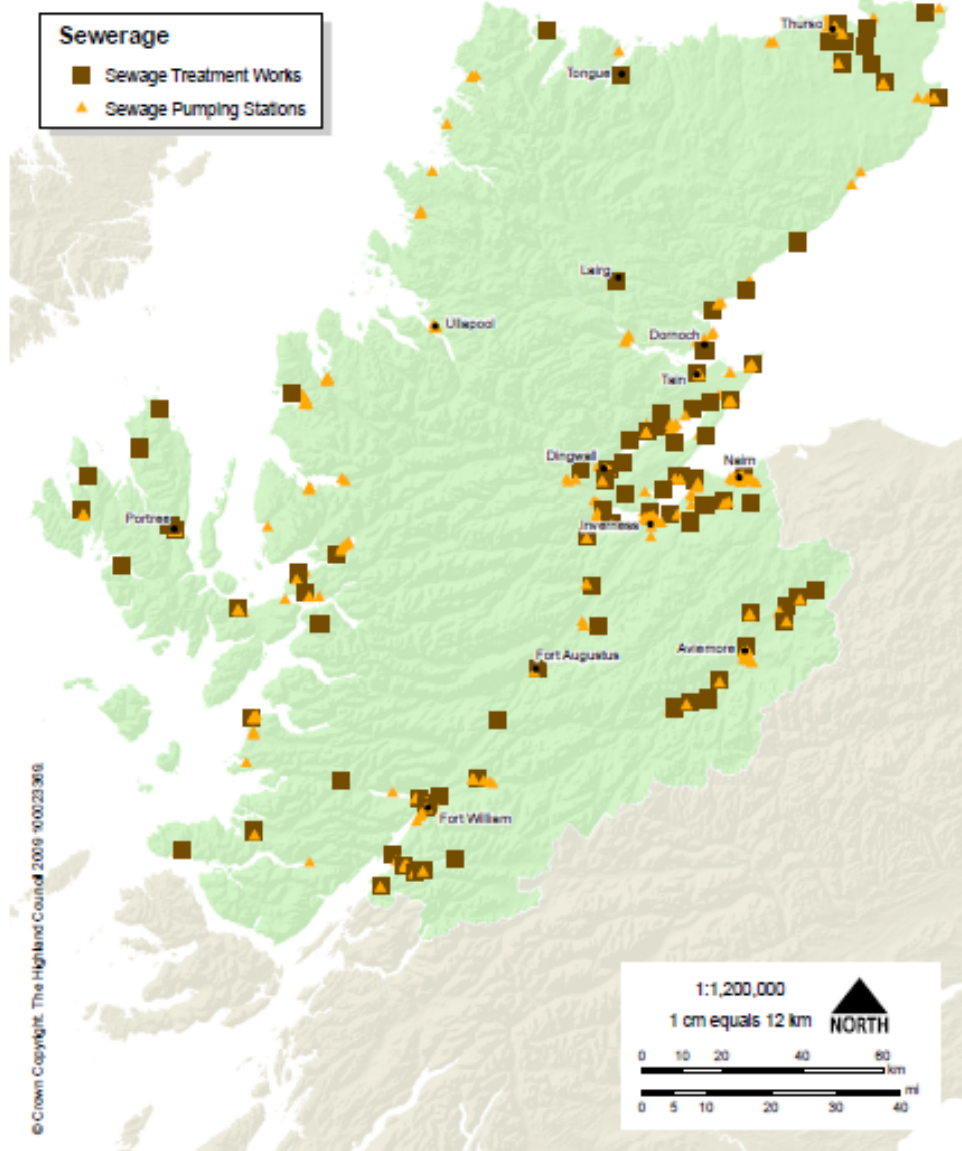 Sewerage
Sewage Treatment Works
Sewage Pumping Stations
Thurso
Tongue
Lairg
Ullapool
Dornoch
Tain
Dingwall
Nairn
Portree
Inverness
Fort Augustus
Aviemore
Fort William
© Crown Copyright. The Highland Council 2009 100023369.
1:1,200,000
1 cm equals 12 km
NORTH
0 10 20 40 60
km
mi
0 5 10 20 30 40